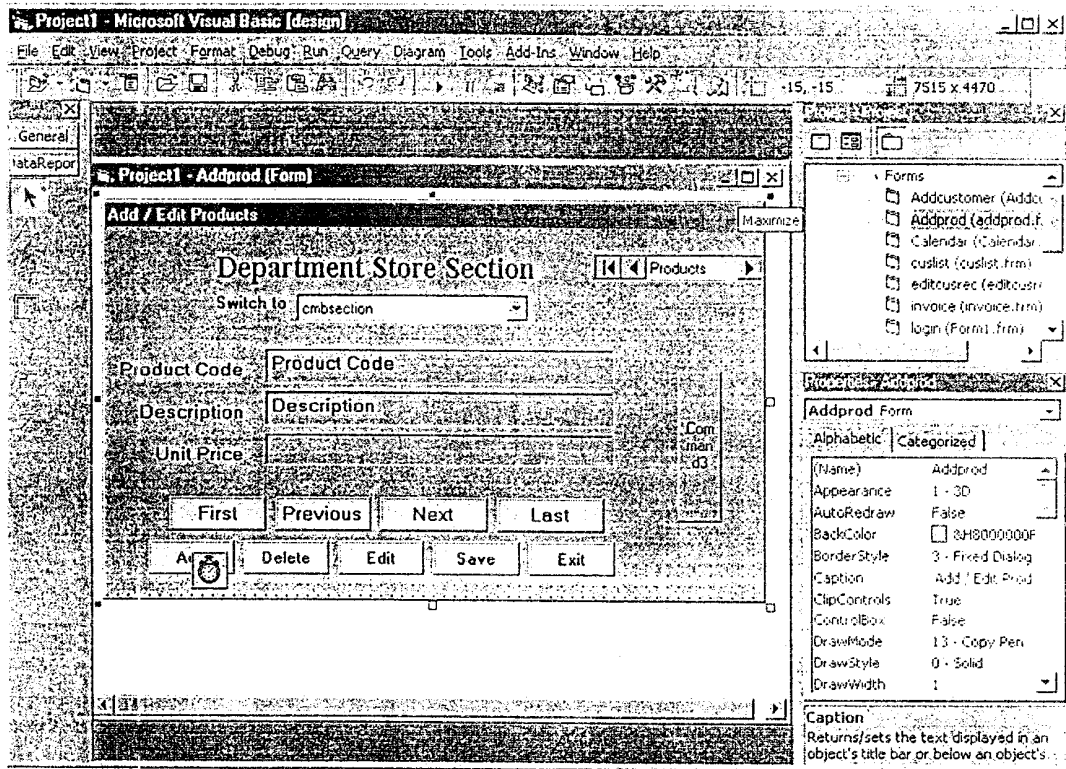 Project1 - Microsoft Visual Basic [design]
File Edit View Project Format Debug Run Query Diagram Tools Add-Ins Window Help
-15, -15
7515 x 4470
General
DataRepor
Project1 - Addprod (Form)
Maximize
Add / Edit Products
Department Store Section
Products
Switch to
cmbsection
Product Code
Product Code
Description
Description
Unit Price
Com
man
d3
First Previous Next Last
Delete Edit Save Exit
Forms
Addcustomer (Addcu
Addprod (addprod.f
Calendar (Calendar.
cuslist (cuslist.frm)
editcusrec (editcusr
invoice (invoice.frm)
login (Form1.frm)
Properties - Addprod
Addprod Form
Alphabetic Categorized
(Name) Addprod
Appearance 1 - 3D
AutoRedraw False
BackColor &H8000000F
BorderStyle 3 - Fixed Dialog
Caption Add / Edit Prod
ClipControls True
ControlBox False
DrawMode 13 - Copy Pen
DrawStyle 0 - Solid
DrawWidth 1
Caption
Returns/sets the text displayed in an
object's title bar or below an object's